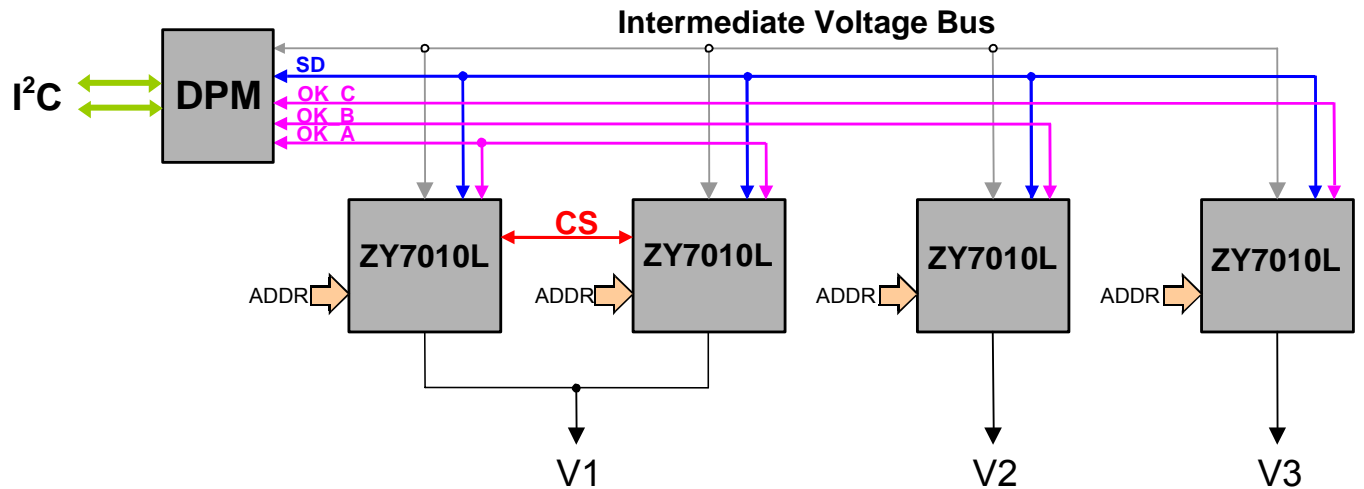 Intermediate Voltage Bus
I²C
DPM
SD
OK_C
OK_B
OK_A
ZY7010L
CS
ZY7010L
ZY7010L
ZY7010L
ADDR
ADDR
ADDR
ADDR
V1
V2
V3